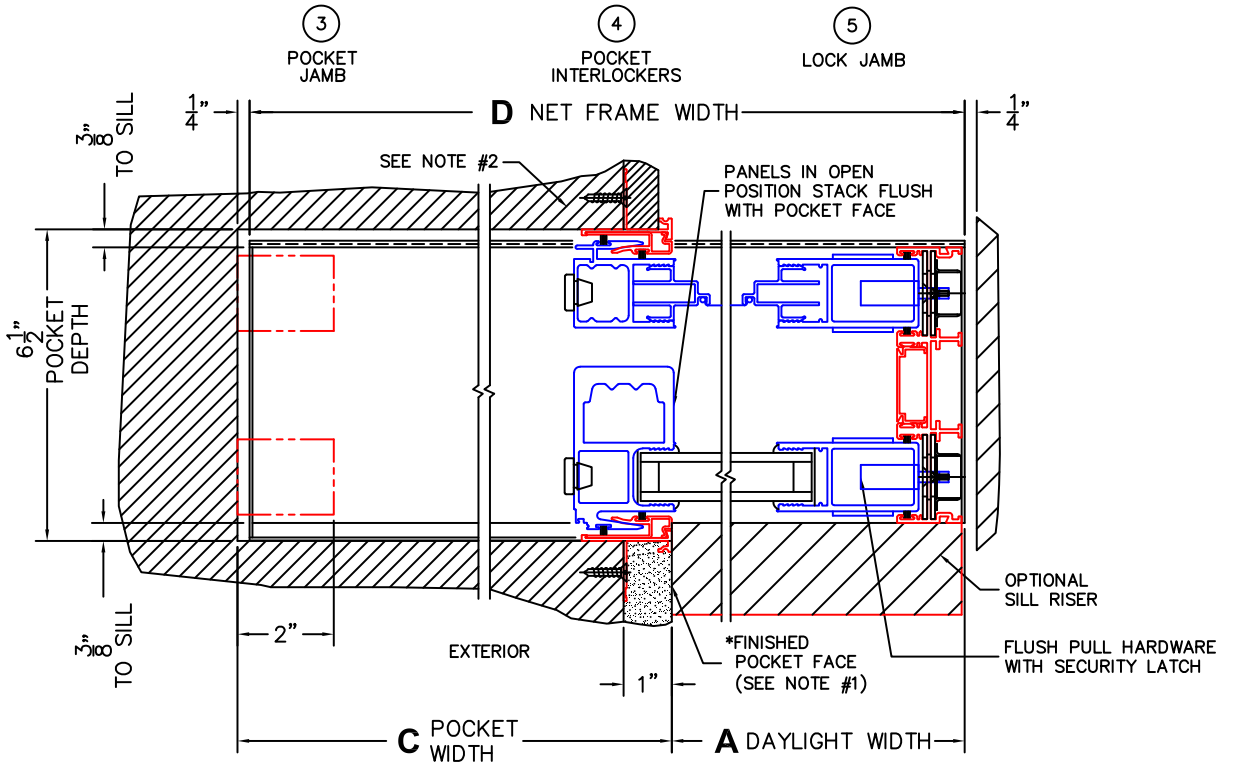 3
POCKET
JAMB
4
POCKET
INTERLOCKERS
5
LOCK JAMB
1/4"
D NET FRAME WIDTH
1/4"
3/8"
TO SILL
SEE NOTE #2
PANELS IN OPEN
POSITION STACK FLUSH
WITH POCKET FACE
6 1/2"
POCKET
DEPTH
OPTIONAL
SILL RISER
3/8"
TO SILL
2"
EXTERIOR
1"
*FINISHED
POCKET FACE
(SEE NOTE #1)
FLUSH PULL HARDWARE
WITH SECURITY LATCH
C POCKET
WIDTH
A DAYLIGHT WIDTH